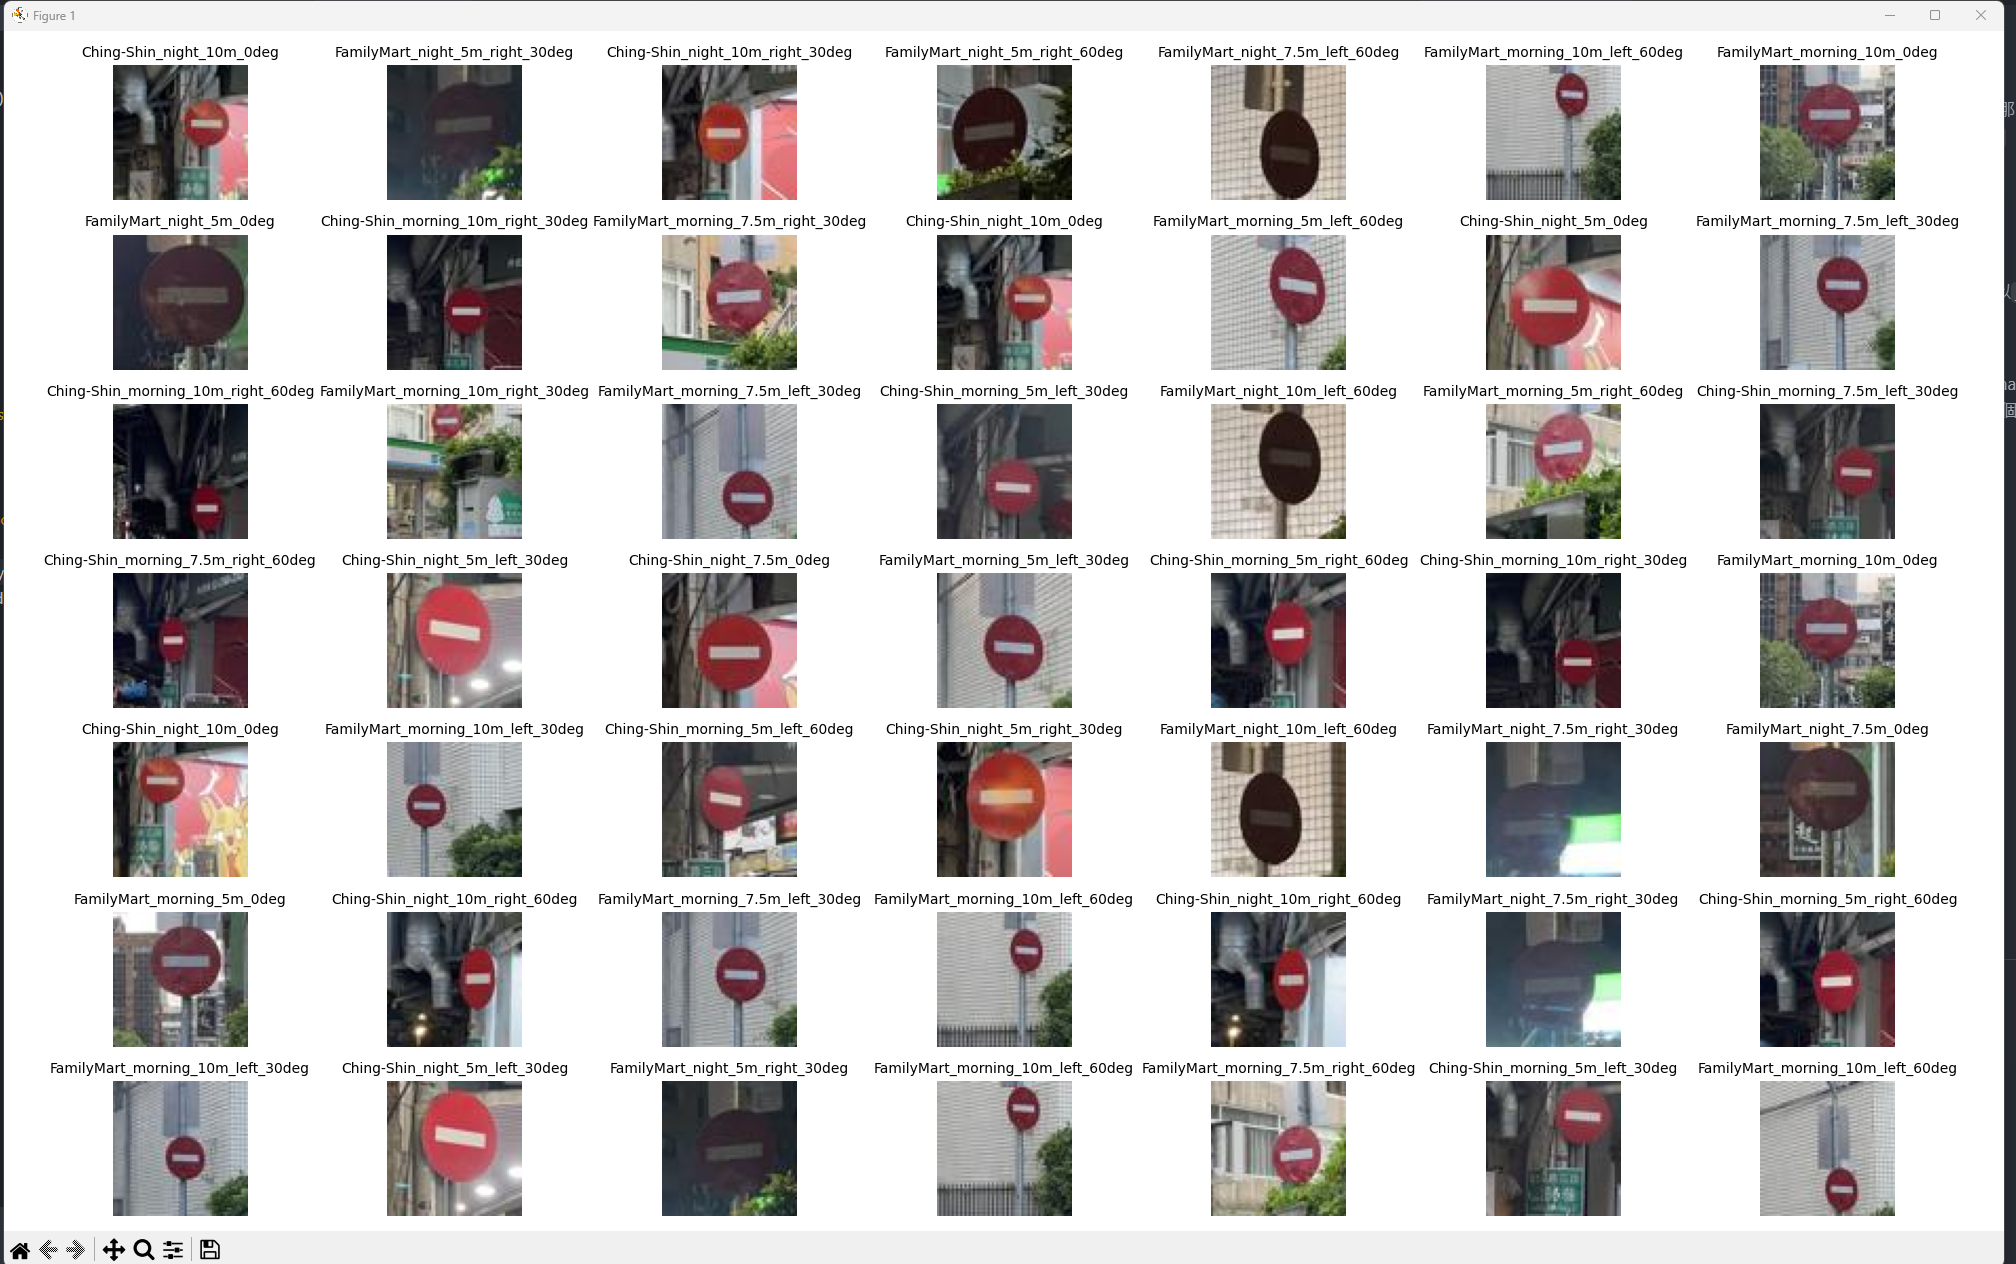 Figure 1
Ching-Shin_night_10m_0deg FamilyMart_night_5m_right_30deg Ching-Shin_night_10m_right_30deg FamilyMart_night_5m_right_60deg FamilyMart_night_7.5m_left_60deg FamilyMart_morning_10m_left_60deg FamilyMart_morning_10m_0deg
FamilyMart_night_5m_0deg Ching-Shin_morning_10m_right_30deg FamilyMart_morning_7.5m_right_30deg Ching-Shin_night_10m_0deg FamilyMart_morning_5m_left_60deg Ching-Shin_night_5m_0deg FamilyMart_morning_7.5m_left_30deg
Ching-Shin_morning_10m_right_60deg FamilyMart_morning_10m_right_30deg FamilyMart_morning_7.5m_left_30deg Ching-Shin_morning_5m_left_30deg FamilyMart_night_10m_left_60deg FamilyMart_morning_5m_right_60deg Ching-Shin_morning_7.5m_left_30deg
Ching-Shin_morning_7.5m_right_60deg Ching-Shin_night_5m_left_30deg Ching-Shin_night_7.5m_0deg FamilyMart_morning_5m_left_30deg Ching-Shin_morning_5m_right_60deg Ching-Shin_morning_10m_right_30deg FamilyMart_morning_10m_0deg
Ching-Shin_night_10m_0deg FamilyMart_morning_10m_left_30deg Ching-Shin_morning_5m_left_60deg Ching-Shin_night_5m_right_30deg FamilyMart_night_10m_left_60deg FamilyMart_night_7.5m_right_30deg FamilyMart_night_7.5m_0deg
FamilyMart_morning_5m_0deg Ching-Shin_night_10m_right_60deg FamilyMart_morning_7.5m_left_30deg FamilyMart_morning_10m_left_60deg Ching-Shin_night_10m_right_60deg FamilyMart_night_7.5m_right_30deg Ching-Shin_morning_5m_right_60deg
FamilyMart_morning_10m_left_30deg Ching-Shin_night_5m_left_30deg FamilyMart_night_5m_right_30deg FamilyMart_morning_10m_left_60deg FamilyMart_morning_7.5m_right_60deg Ching-Shin_morning_5m_left_30deg FamilyMart_morning_10m_left_60deg